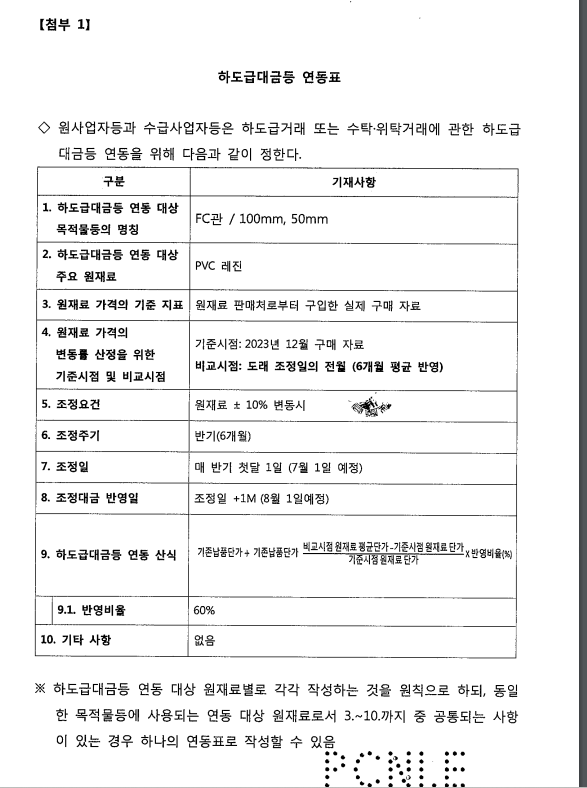 【첨부 1】
하도급대금등 연동표
◇ 원사업자등과 수급사업자등은 하도급거래 또는 수탁·위탁거래에 관한 하도급
대금등 연동을 위해 다음과 같이 정한다.
구분 기재사항
1. 하도급대금등 연동 대상
목적물등의 명칭
FC관 / 100mm, 50mm
2. 하도급대금등 연동 대상
주요 원재료
PVC 레진
3. 원재료 가격의 기준 지표 원재료 판매처로부터 구입한 실제 구매 자료
4. 원재료 가격의
변동률 산정을 위한
기준시점 및 비교시점
기준시점: 2023년 12월 구매 자료
비교시점: 도래 조정일의 전월 (6개월 평균 반영)
5. 조정요건 원재료 ± 10% 변동시
6. 조정주기 반기(6개월)
7. 조정일 매 반기 첫달 1일 (7월 1일 예정)
8. 조정대금 반영일 조정일 +1M (8월 1일예정)
9. 하도급대금등 연동 산식
기존납품단가 + 기존납품단가 비교시점 원재료 평균단가-기준시점 원재료 단가 X 반영비율(%)
기준시점 원재료 단가
9.1. 반영비율 60%
10. 기타 사항 없음
※ 하도급대금등 연동 대상 원재료별로 각각 작성하는 것을 원칙으로 하되, 동일
한 목적물등에 사용되는 연동 대상 원재료로서 3.~10.까지 중 공통되는 사항
이 있는 경우 하나의 연동표로 작성할 수 있음
PCNLE